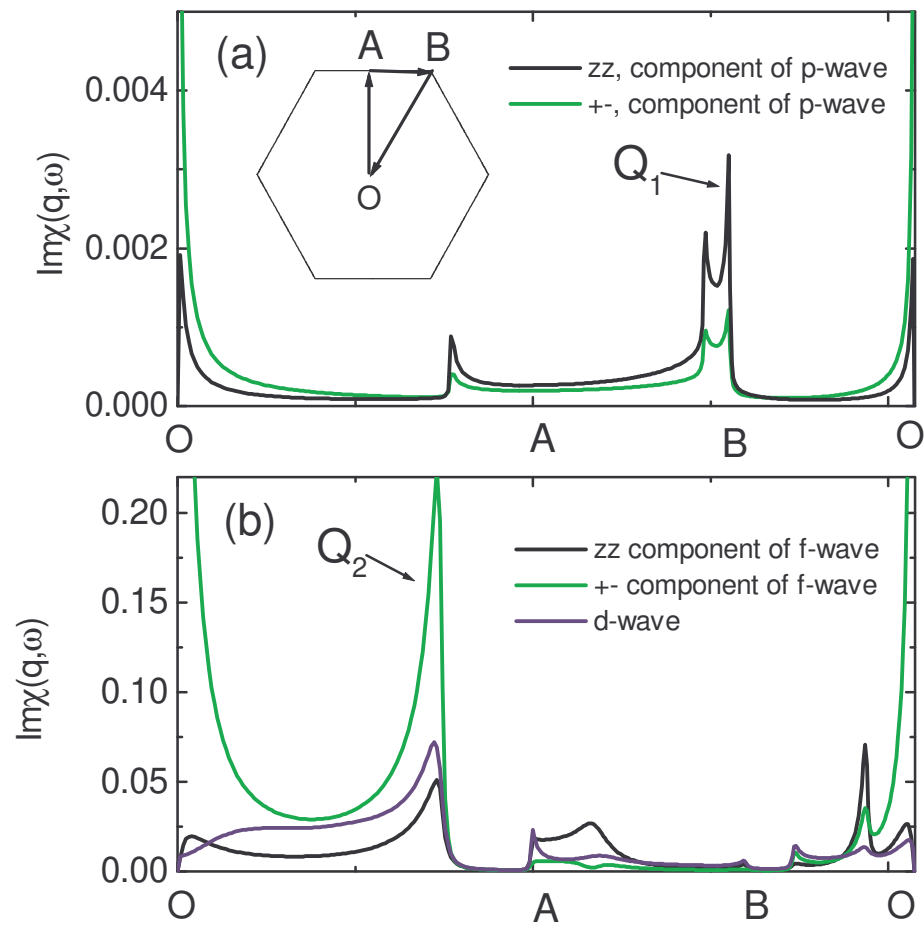 (a)
A B
O
zz, component of p-wave
+-, component of p-wave
Q₁
Imχ(q,ω)
0.004
0.002
0.000
O A B O
(b)
Q₂
zz component of f-wave
+- component of f-wave
d-wave
Imχ(q,ω)
0.20
0.15
0.10
0.05
0.00
O A B O